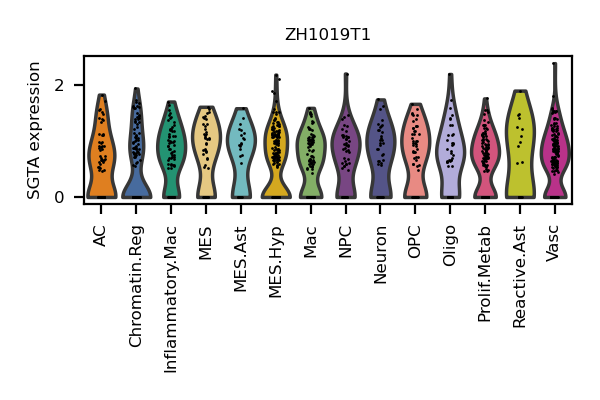 ZH1019T1
SGTA expression
2
0
AC
Chromatin.Reg
Inflammatory.Mac
MES
MES.Ast
MES.Hyp
Mac
NPC
Neuron
OPC
Oligo
Prolif.Metab
Reactive.Ast
Vasc